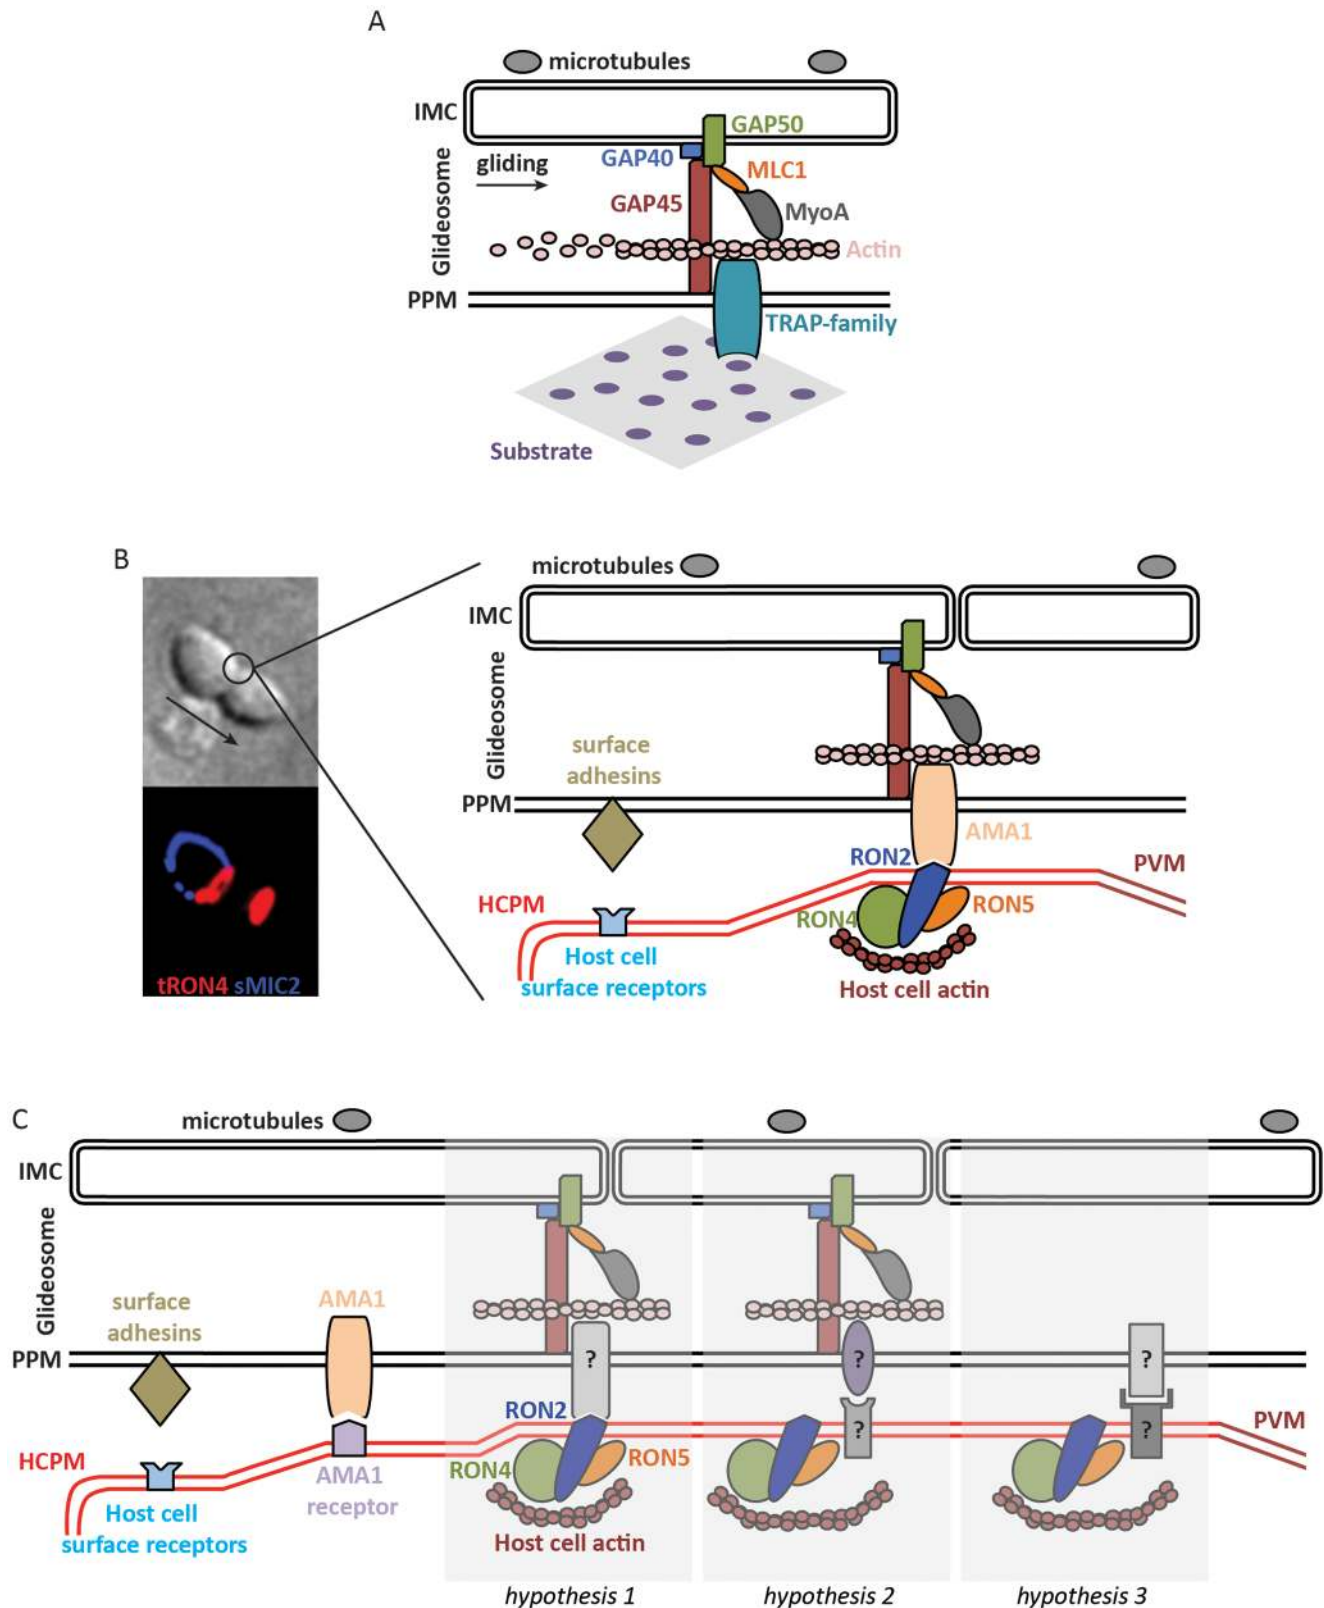 A
microtubules
IMC
GAP50
GAP40
gliding
MLC1
GAP45
MyoA
Glideosome
Actin
PPM
TRAP-family
Substrate
B
microtubules
IMC
Glideosome
surface
adhesins
PPM
AMA1
RON2
PVM
HCPM
RON4
RON5
Host cell
surface receptors
Host cell actin
tRON4 sMIC2
C
microtubules
IMC
Glideosome
surface
adhesins
AMA1
PPM
?
?
?
RON2
PVM
HCPM
RON4
RON5
?
?
AMA1
receptor
Host cell
surface receptors
Host cell actin
hypothesis 1
hypothesis 2
hypothesis 3